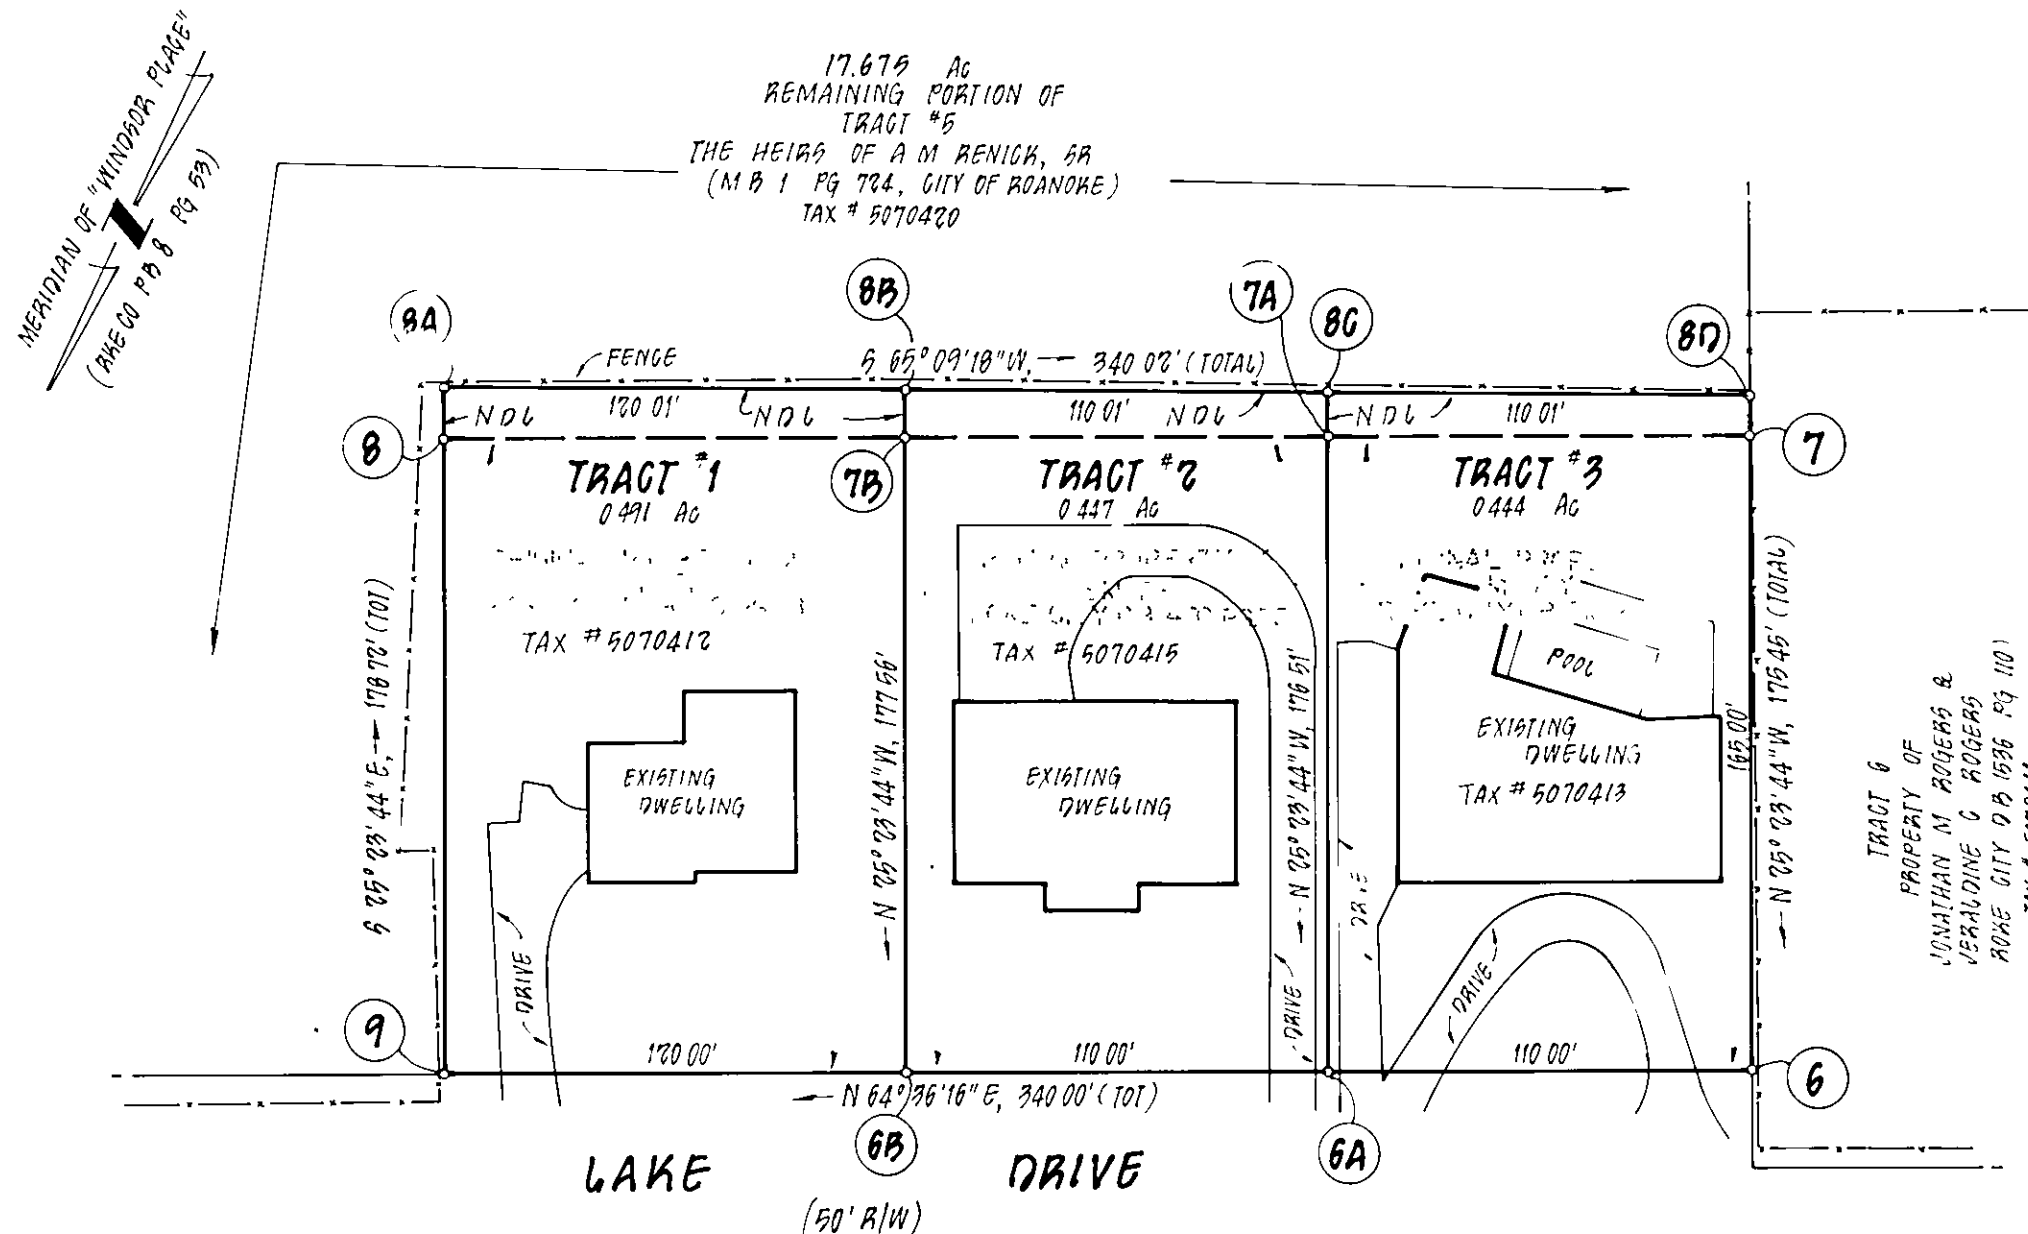 MERIDIAN OF "WINDSOR PLACE"
(RKE CO PB 8 PG 53)
N
17.675 Ac
REMAINING PORTION OF
TRACT #5
THE HEIRS OF A M RENICK, SR
(M B 1 PG 724, CITY OF ROANOKE)
TAX # 5070420
8A
8B
7A
8C
8D
FENCE
S 65° 09' 18" W, 340 02' (TOTAL)
NDL
120 01'
NDL
110 01'
NDL
NDL
110 01'
8
7B
7
TRACT #1
0 491 Ac
TAX # 5070412
TRACT #2
0 447 Ac
TAX # 5070415
TRACT #3
0 444 Ac
POOL
EXISTING
DWELLING
EXISTING
DWELLING
EXISTING
DWELLING
TAX # 5070413
S 25° 23' 44" E, 178 72' (TOT)
N 25° 23' 44" W, 177 56'
N 25° 23' 44" W, 176 51'
165.00'
N 25° 23' 44" W, 175 45' (TOTAL)
TRACT 6
PROPERTY OF
JONATHAN M ROGERS &
JERALDINE C ROGERS
ROKE CITY DB 1536 PG 1101
DRIVE
DRIVE
DRIVE
9
120 00'
110 00'
110 00'
6
N 64° 36' 16" E, 340 00' (TOT)
6B
6A
LAKE DRIVE
(50' R/W)